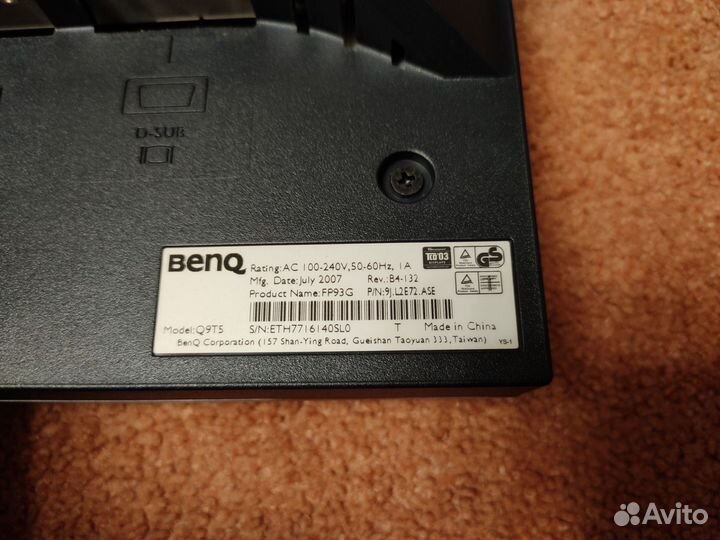 D-SUB
BenQ
Rating:AC 100-240V,50-60Hz, 1A
Mfg. Date:July 2007 Rev.:B4-132
Product Name:FP93G P/N:9J.L2E72.ASE
Model:Q9T5 S/N:ETH7716140SL0 T Made in China
BenQ Corporation (157 Shan-Ying Road, Gueishan Taoyuan 333, Taiwan) YS-1
TCO'03
DISPLAYS
GS
Avito